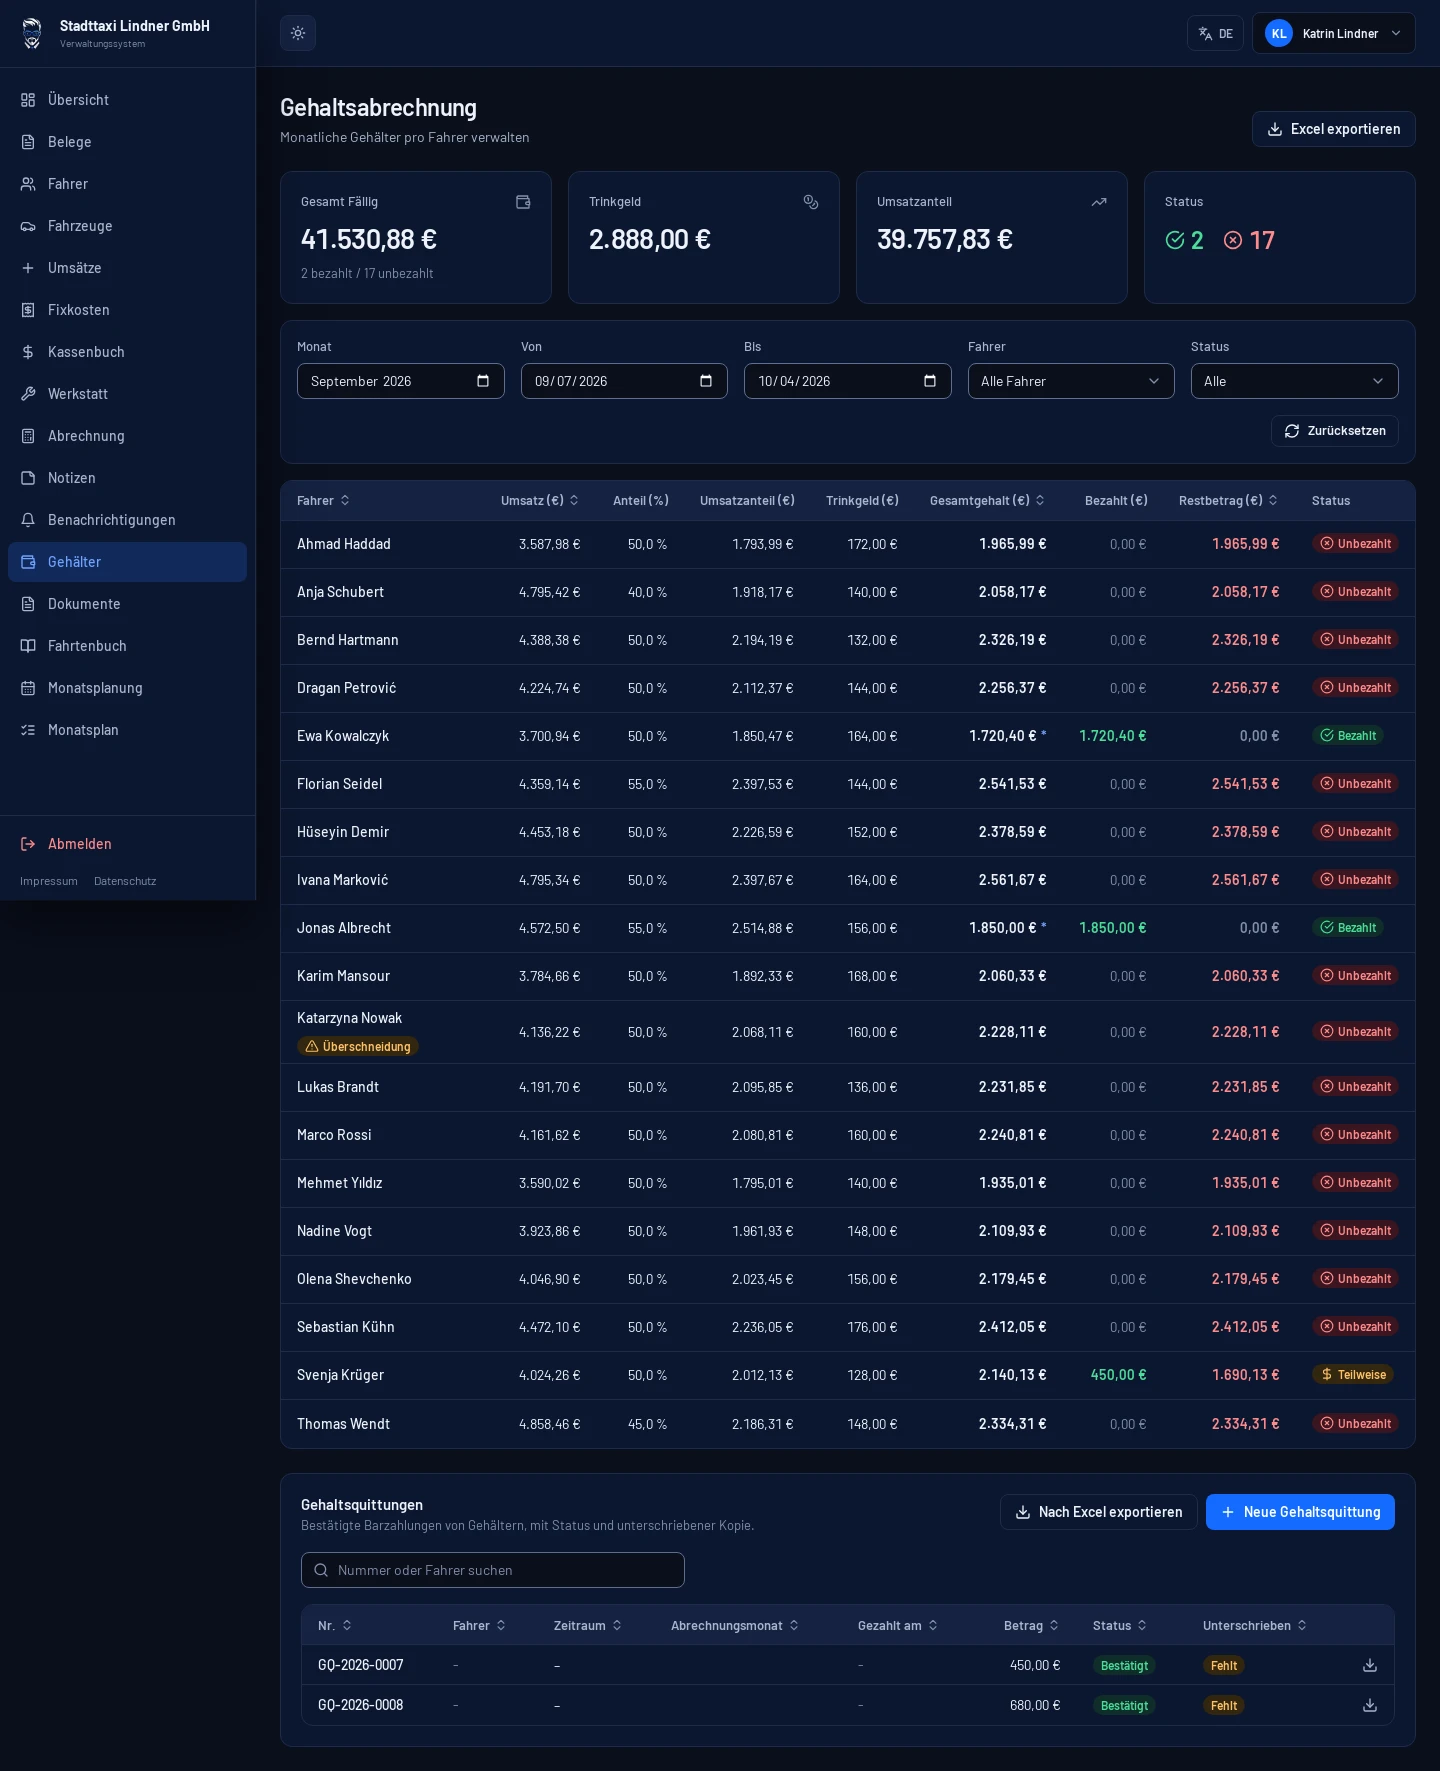 Stadttaxi Lindner GmbH
Verwaltungssystem
DE
KL Katrin Lindner
Übersicht
Belege
Fahrer
Fahrzeuge
Umsätze
Fixkosten
Kassenbuch
Werkstatt
Abrechnung
Notizen
Benachrichtigungen
Gehälter
Dokumente
Fahrtenbuch
Monatsplanung
Monatsplan
Abmelden
Impressum Datenschutz
Gehaltsabrechnung
Monatliche Gehälter pro Fahrer verwalten
Excel exportieren
Gesamt Fällig
41.530,88 €
2 bezahlt / 17 unbezahlt
Trinkgeld
2.888,00 €
Umsatzanteil
39.757,83 €
Status
2 17
Monat Von Bis Fahrer Status
September 2026 09/07/2026 10/04/2026 Alle Fahrer Alle
Zurücksetzen
Fahrer Umsatz (€) Anteil (%) Umsatzanteil (€) Trinkgeld (€) Gesamtgehalt (€) Bezahlt (€) Restbetrag (€) Status
Ahmad Haddad 3.587,98 € 50,0 % 1.793,99 € 172,00 € 1.965,99 € 0,00 € 1.965,99 € Unbezahlt
Anja Schubert 4.795,42 € 40,0 % 1.918,17 € 140,00 € 2.058,17 € 0,00 € 2.058,17 € Unbezahlt
Bernd Hartmann 4.388,38 € 50,0 % 2.194,19 € 132,00 € 2.326,19 € 0,00 € 2.326,19 € Unbezahlt
Dragan Petrović 4.224,74 € 50,0 % 2.112,37 € 144,00 € 2.256,37 € 0,00 € 2.256,37 € Unbezahlt
Ewa Kowalczyk 3.700,94 € 50,0 % 1.850,47 € 164,00 € 1.720,40 € * 1.720,40 € 0,00 € Bezahlt
Florian Seidel 4.359,14 € 55,0 % 2.397,53 € 144,00 € 2.541,53 € 0,00 € 2.541,53 € Unbezahlt
Hüseyin Demir 4.453,18 € 50,0 % 2.226,59 € 152,00 € 2.378,59 € 0,00 € 2.378,59 € Unbezahlt
Ivana Marković 4.795,34 € 50,0 % 2.397,67 € 164,00 € 2.561,67 € 0,00 € 2.561,67 € Unbezahlt
Jonas Albrecht 4.572,50 € 55,0 % 2.514,88 € 156,00 € 1.850,00 € * 1.850,00 € 0,00 € Bezahlt
Karim Mansour 3.784,66 € 50,0 % 1.892,33 € 168,00 € 2.060,33 € 0,00 € 2.060,33 € Unbezahlt
Katarzyna Nowak 4.136,22 € 50,0 % 2.068,11 € 160,00 € 2.228,11 € 0,00 € 2.228,11 € Unbezahlt
Überschneidung
Lukas Brandt 4.191,70 € 50,0 % 2.095,85 € 136,00 € 2.231,85 € 0,00 € 2.231,85 € Unbezahlt
Marco Rossi 4.161,62 € 50,0 % 2.080,81 € 160,00 € 2.240,81 € 0,00 € 2.240,81 € Unbezahlt
Mehmet Yıldız 3.590,02 € 50,0 % 1.795,01 € 140,00 € 1.935,01 € 0,00 € 1.935,01 € Unbezahlt
Nadine Vogt 3.923,86 € 50,0 % 1.961,93 € 148,00 € 2.109,93 € 0,00 € 2.109,93 € Unbezahlt
Olena Shevchenko 4.046,90 € 50,0 % 2.023,45 € 156,00 € 2.179,45 € 0,00 € 2.179,45 € Unbezahlt
Sebastian Kühn 4.472,10 € 50,0 % 2.236,05 € 176,00 € 2.412,05 € 0,00 € 2.412,05 € Unbezahlt
Svenja Krüger 4.024,26 € 50,0 % 2.012,13 € 128,00 € 2.140,13 € 450,00 € 1.690,13 € Teilweise
Thomas Wendt 4.858,46 € 45,0 % 2.186,31 € 148,00 € 2.334,31 € 0,00 € 2.334,31 € Unbezahlt
Gehaltsquittungen
Bestätigte Barzahlungen von Gehältern, mit Status und unterschriebener Kopie.
Nach Excel exportieren
Neue Gehaltsquittung
Nummer oder Fahrer suchen
Nr. Fahrer Zeitraum Abrechnungsmonat Gezahlt am Betrag Status Unterschrieben
GQ-2026-0007 - – - 450,00 € Bestätigt Fehlt
GQ-2026-0008 - – - 680,00 € Bestätigt Fehlt